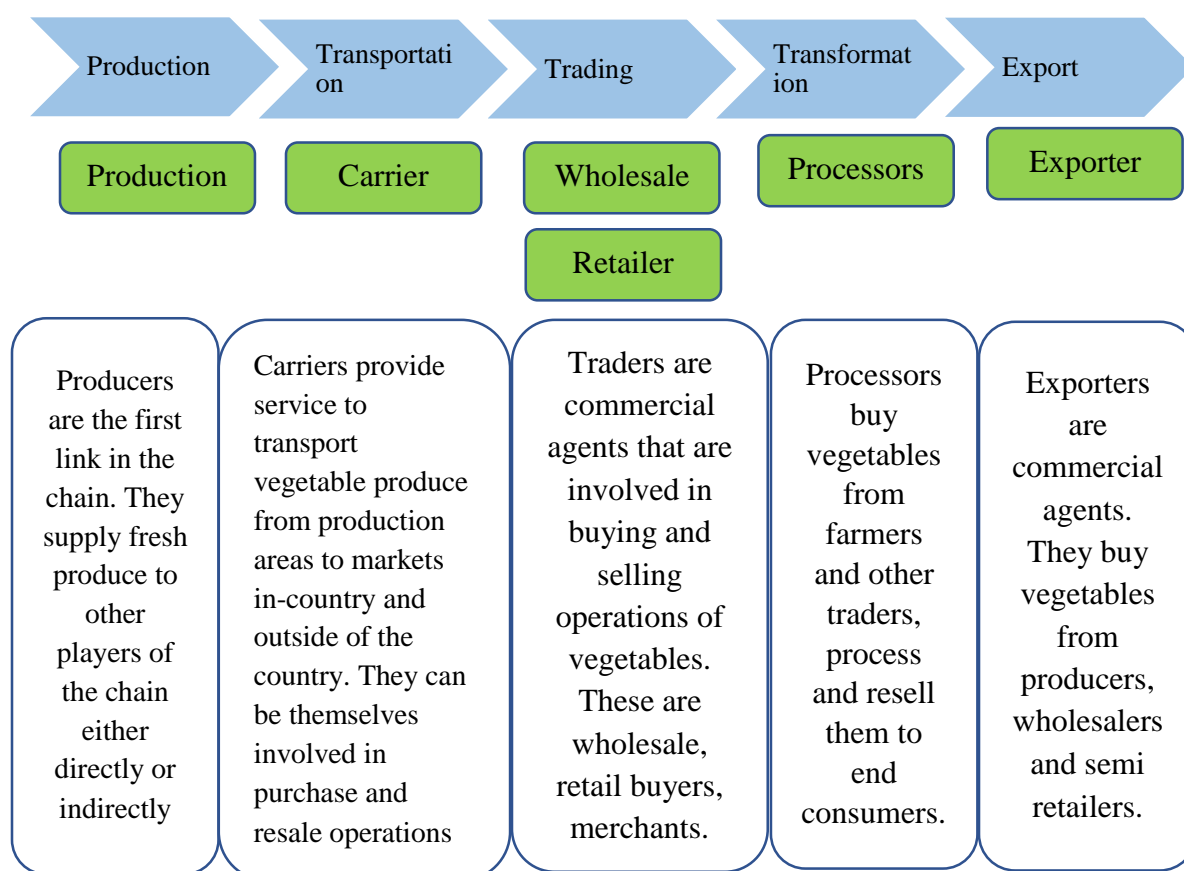 Production
Transportati
on
Trading
Transformat
ion
Export
Production
Carrier
Wholesale
Processors
Exporter
Retailer
Producers
are the first
link in the
chain. They
supply fresh
produce to
other
players of
the chain
either
directly or
indirectly
Carriers provide
service to
transport
vegetable produce
from production
areas to markets
in-country and
outside of the
country. They can
be themselves
involved in
purchase and
resale operations
Traders are
commercial
agents that are
involved in
buying and
selling
operations of
vegetables.
These are
wholesale,
retail buyers,
merchants.
Processors
buy
vegetables
from
farmers
and other
traders,
process
and resell
them to
end
consumers.
Exporters
are
commercial
agents.
They buy
vegetables
from
producers,
wholesalers
and semi
retailers.